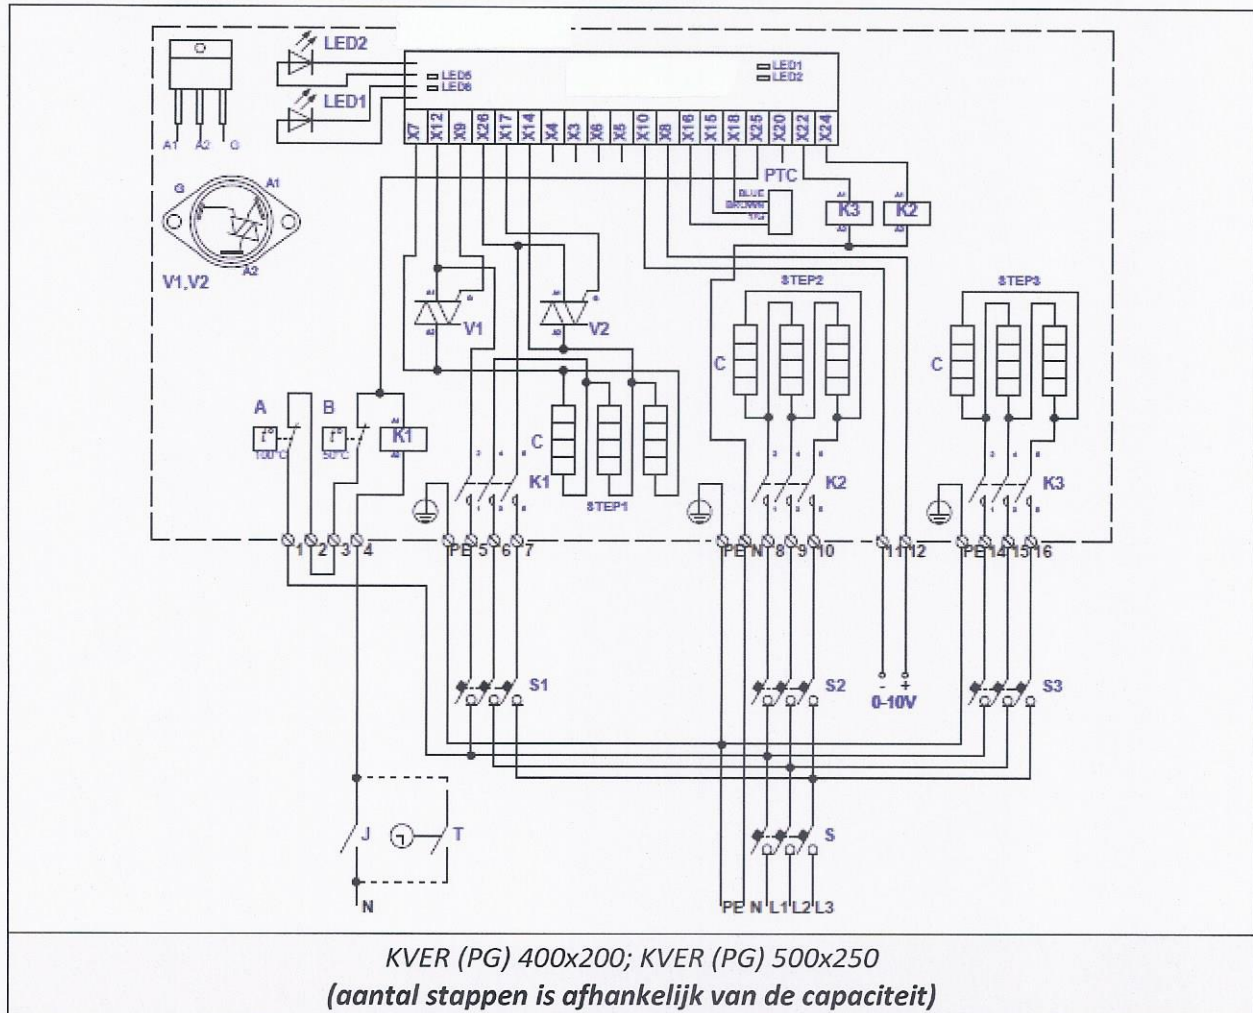 LED2
LED5
LED6
LED1
LED2
LED1
X7 X12 X9 X26 X17 X14 X4 X3 X6 X5 X10 X8 X16 X15 X18 X25 X20 X22 X24
A1 A2 G
G A1
A2
V1,V2
PTC
BLUE
BROWN
K3 K2
V1 V2
STEP2 STEP3
C C
A B
100°C 50°C
K1
C
STEP1
K1 K2 K3
1 2 3 4 PE 5 6 7 PE N 8 9 10 11 12 PE 14 15 16
S1 S2 S3
- +
0-10V
J T S
N
PE N L1 L2 L3
KVER (PG) 400x200; KVER (PG) 500x250
(aantal stappen is afhankelijk van de capaciteit)